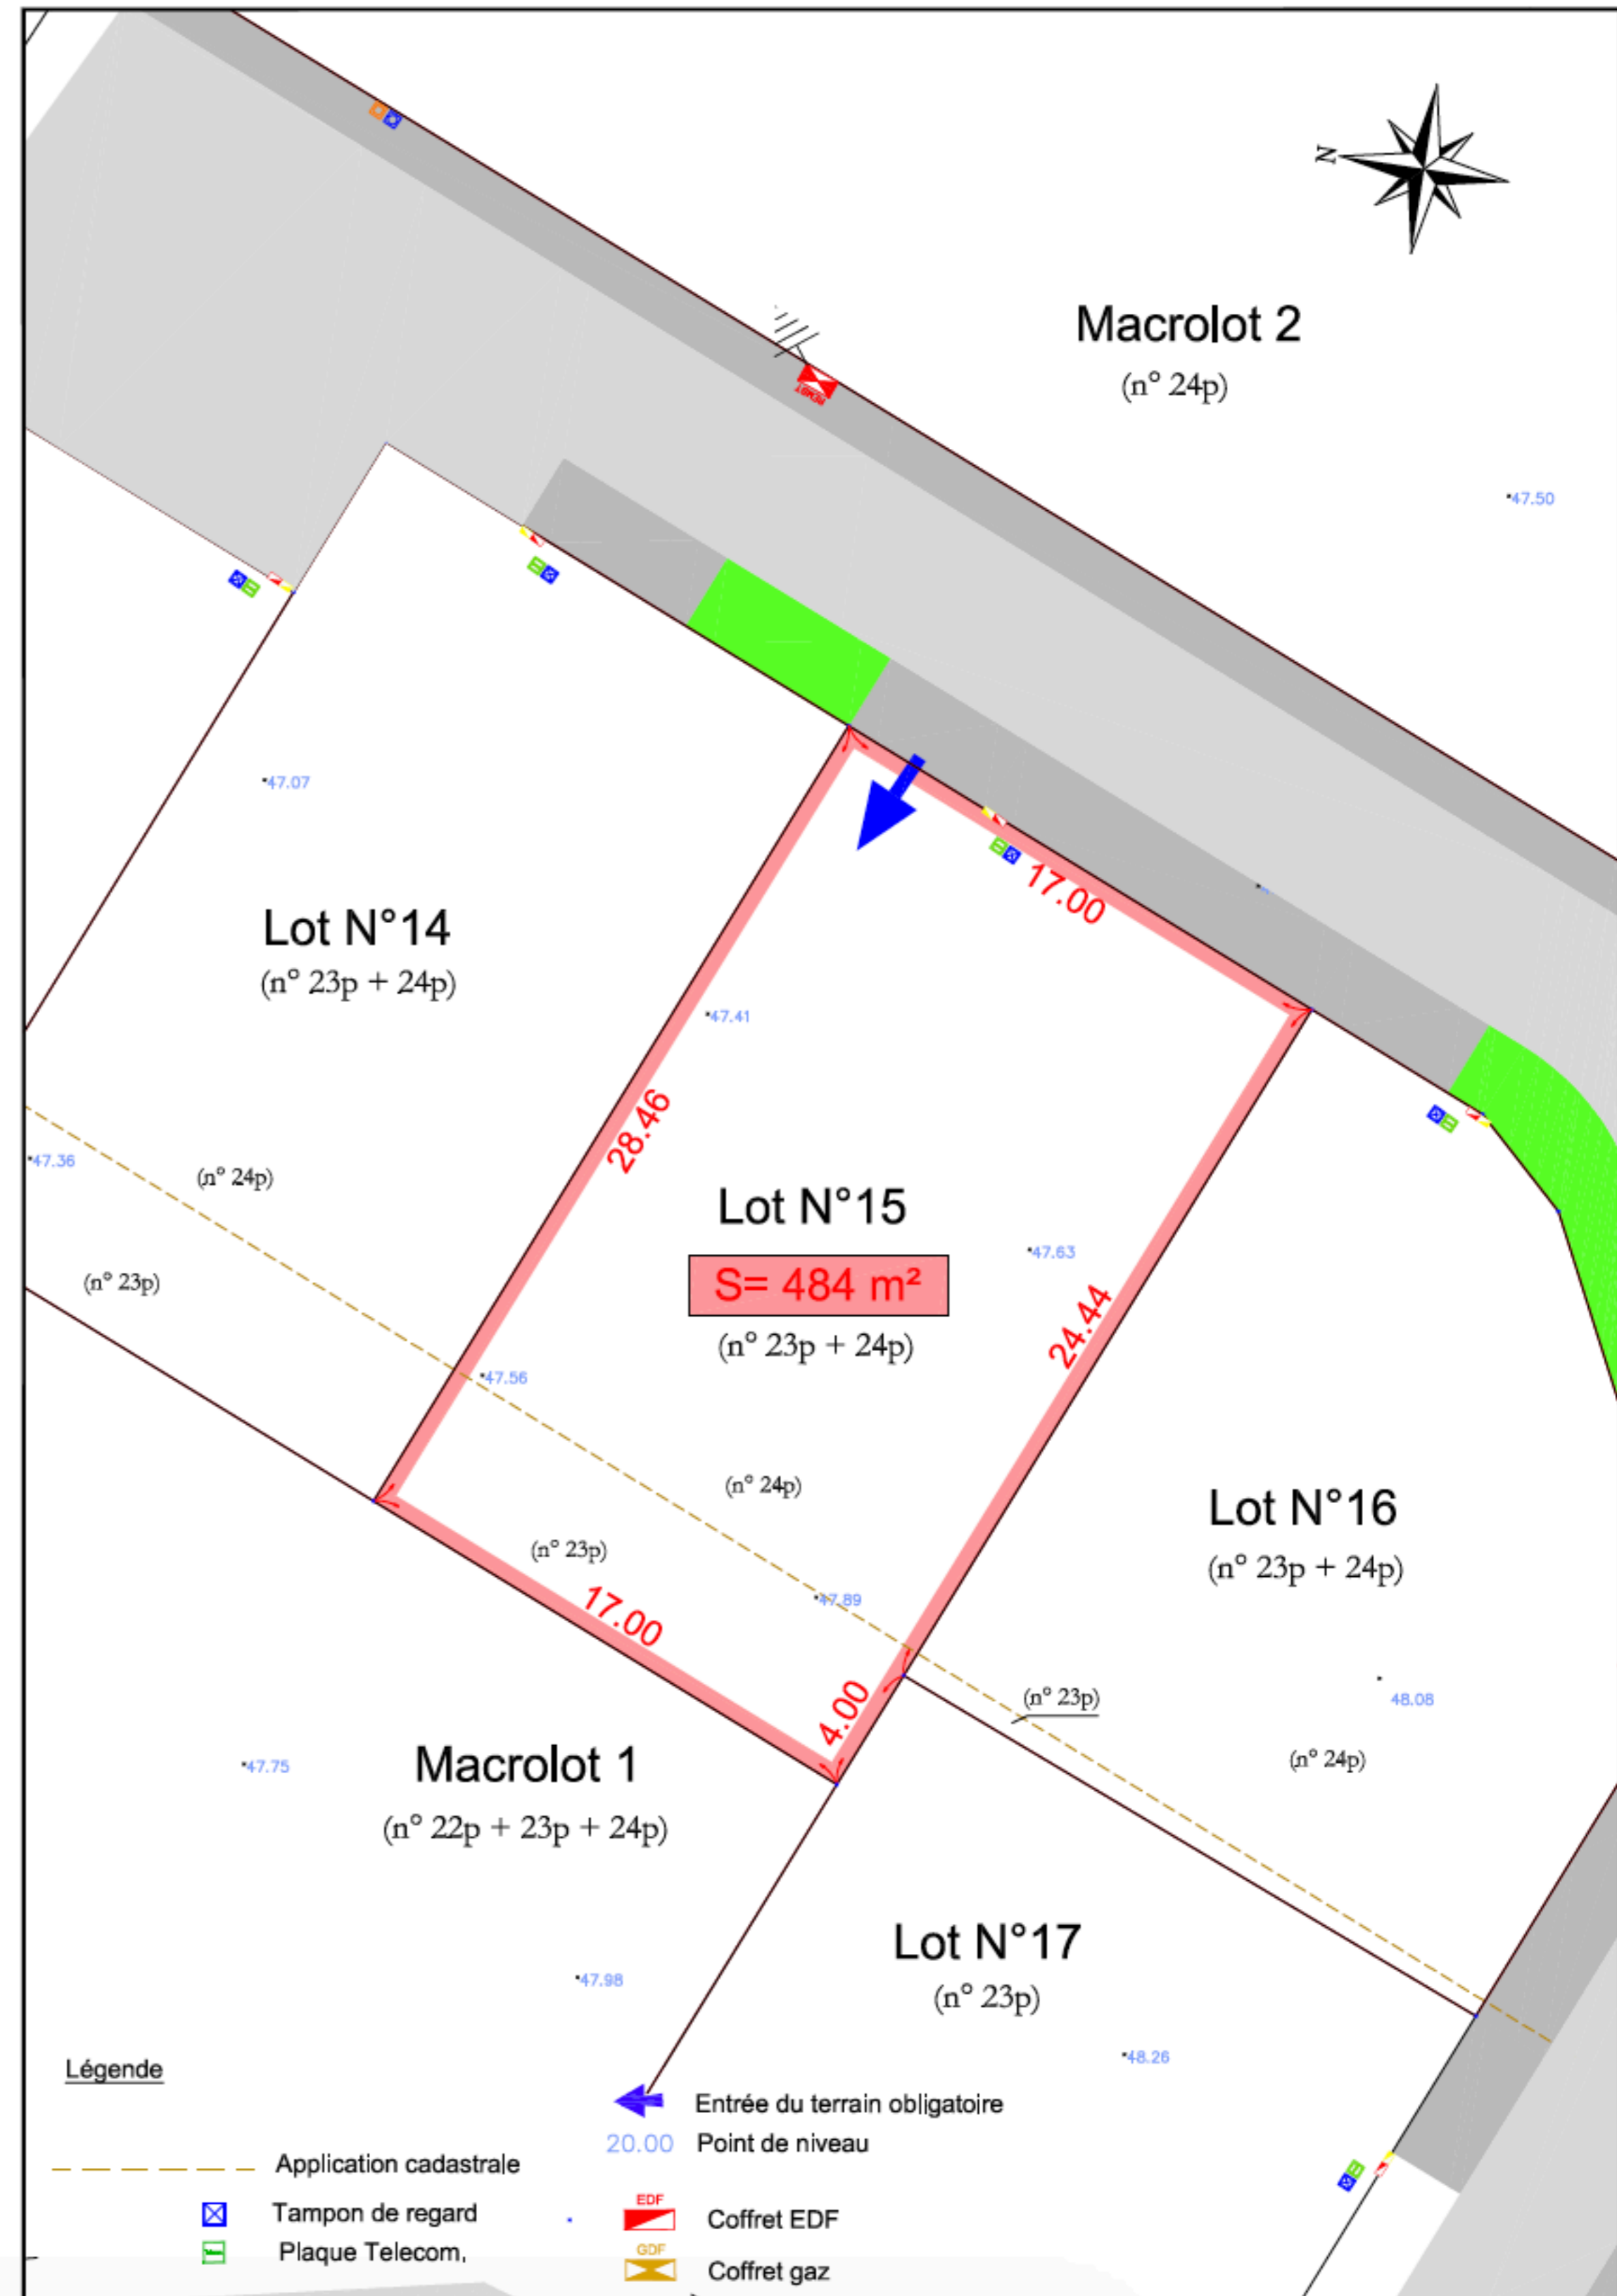 N
Macrolot 2
(n° 24p)
REMBT
47.50
47.07
17.00
Lot N°14
(n° 23p + 24p)
47.41
28.46
47.36
(n° 24p)
Lot N°15
47.63
S= 484 m²
(n° 23p)
24.44
(n° 23p + 24p)
47.56
(n° 24p)
Lot N°16
(n° 23p)
(n° 23p + 24p)
47.89
17.00
(n° 23p)
48.08
4.00
Macrolot 1
47.75
(n° 24p)
(n° 22p + 23p + 24p)
Lot N°17
47.98
(n° 23p)
48.26
Légende
Entrée du terrain obligatoire
20.00 Point de niveau
Application cadastrale
EDF
Tampon de regard
Coffret EDF
Plaque Telecom,
GDF
Coffret gaz